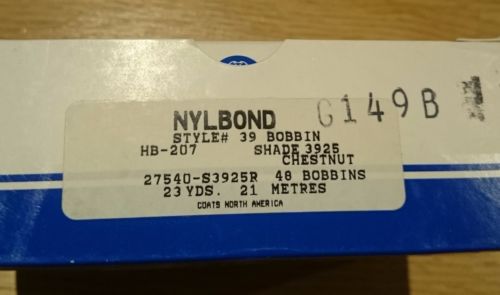 NYLBOND
G149B
STYLE# 39 BOBBIN
HB-207 SHADE 3925
CHESTNUT
27540-S3925R 48 BOBBINS
23 YDS. 21 METRES
COATS NORTH AMERICA